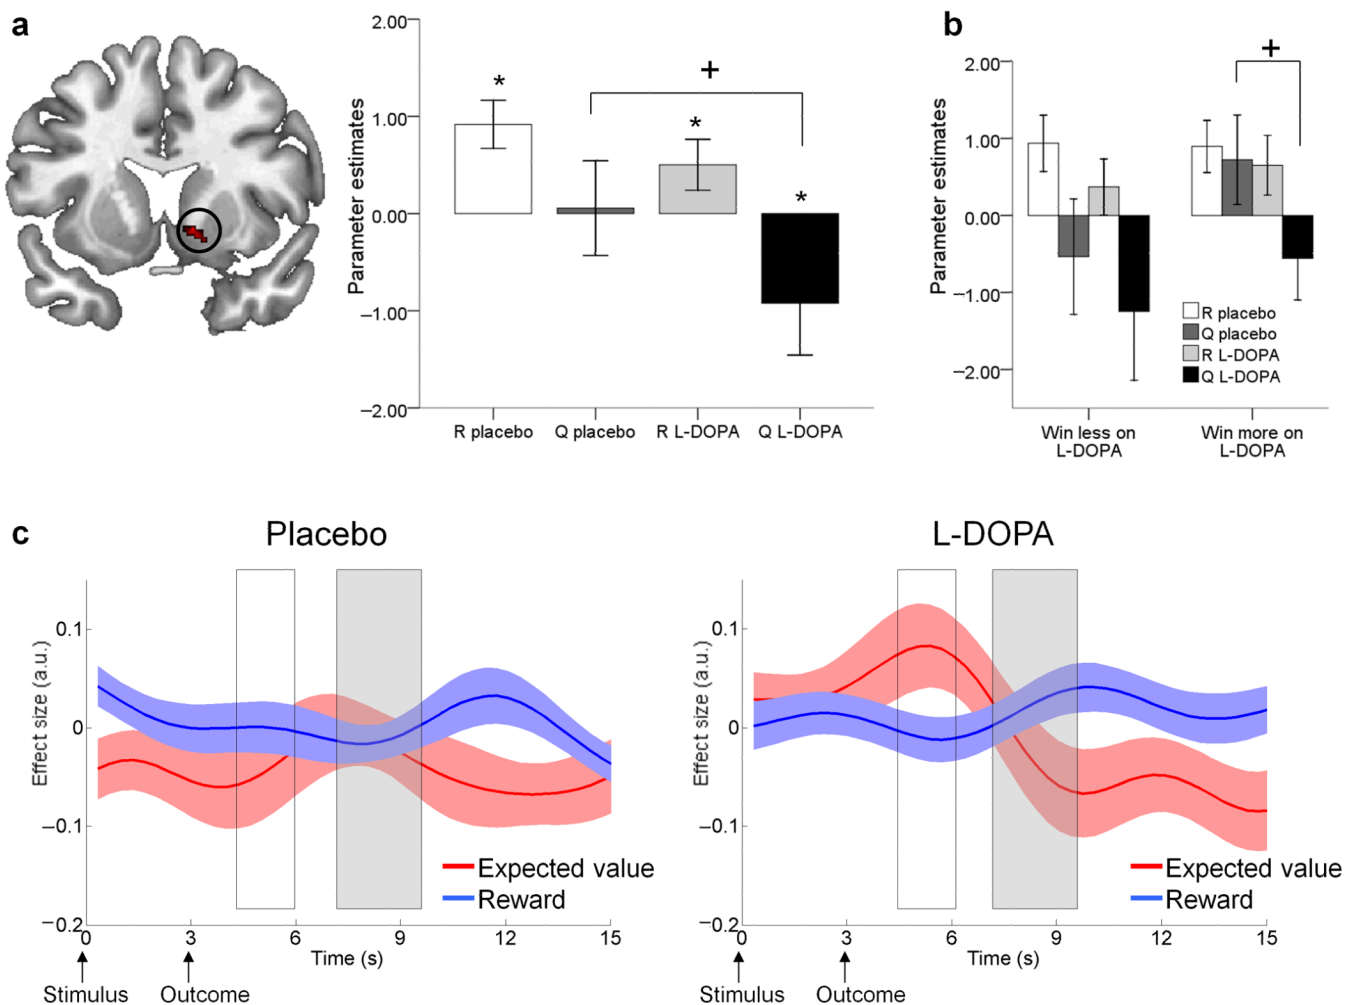 a
2.00
1.00
0.00
−1.00
−2.00
Parameter estimates
*
+
*
*
R placebo
Q placebo
R L-DOPA
Q L-DOPA
b
2.00
1.00
0.00
−1.00
−2.00
Parameter estimates
+
R placebo
Q placebo
R L-DOPA
Q L-DOPA
Win less on
L-DOPA
Win more on
L-DOPA
c
Placebo
0.1
0
−0.1
−0.2
Effect size (a.u.)
Expected value
Reward
0
3
6
9
12
15
Time (s)
Stimulus
Outcome
L-DOPA
0.1
0
−0.1
−0.2
Effect size (a.u.)
Expected value
Reward
0
3
6
9
12
15
Time (s)
Stimulus
Outcome